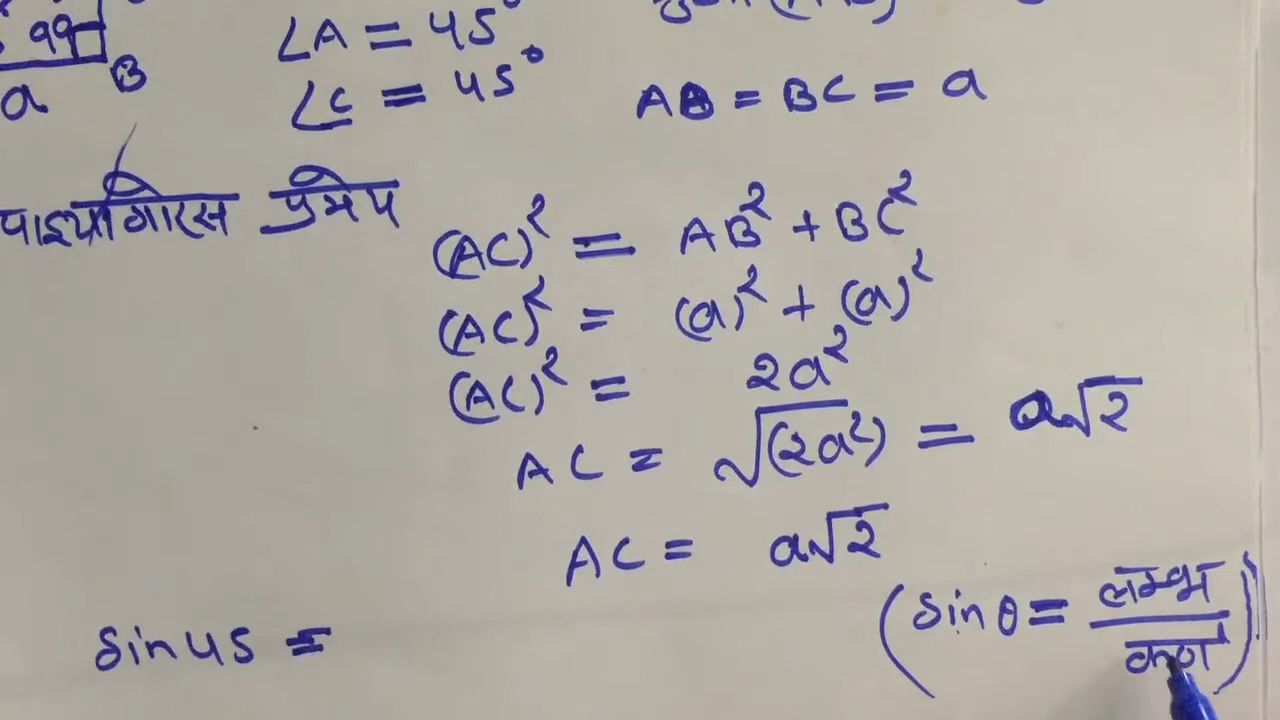 ∠A = 45°
a B
∠C = 45°
AB = BC = a
पाइथागोरस प्रमेय
(AC)² = AB² + BC²
(AC)² = (a)² + (a)²
(AC)² = 2a²
AC = √(2a²) = a√2
AC = a√2
sin45 =
(sinθ = लम्भ/कर्ण)